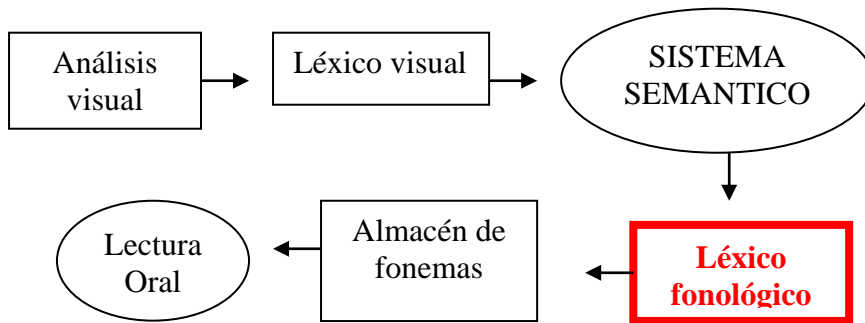 Análisis
visual
Léxico visual
SISTEMA
SEMANTICO
Lectura
Oral
Almacén de
fonemas
Léxico
fonológico